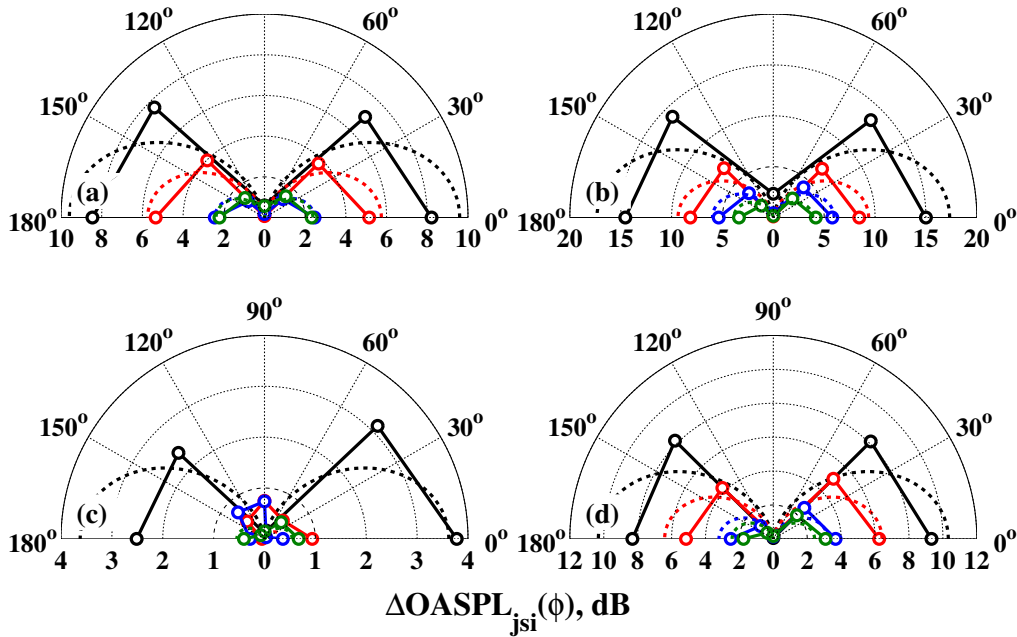 120° 60° 120° 60°
150° 30° 150° 30°
(a) (b)
180° 0° 180° 0°
10 8 6 4 2 0 2 4 6 8 10 20 15 10 5 0 5 10 15 20
90° 90°
120° 60° 120° 60°
150° 30° 150° 30°
(c) (d)
180° 0° 180° 0°
4 3 2 1 0 1 2 3 4 12 10 8 6 4 2 0 2 4 6 8 10 12
ΔOASPL_jsi(ϕ), dB